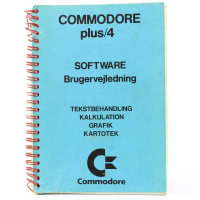 COMMODORE
plus/4
SOFTWARE
Brugervejledning
TEKSTBEHANDLING
KALKULATION
GRAFIK
KARTOTEK
Commodore